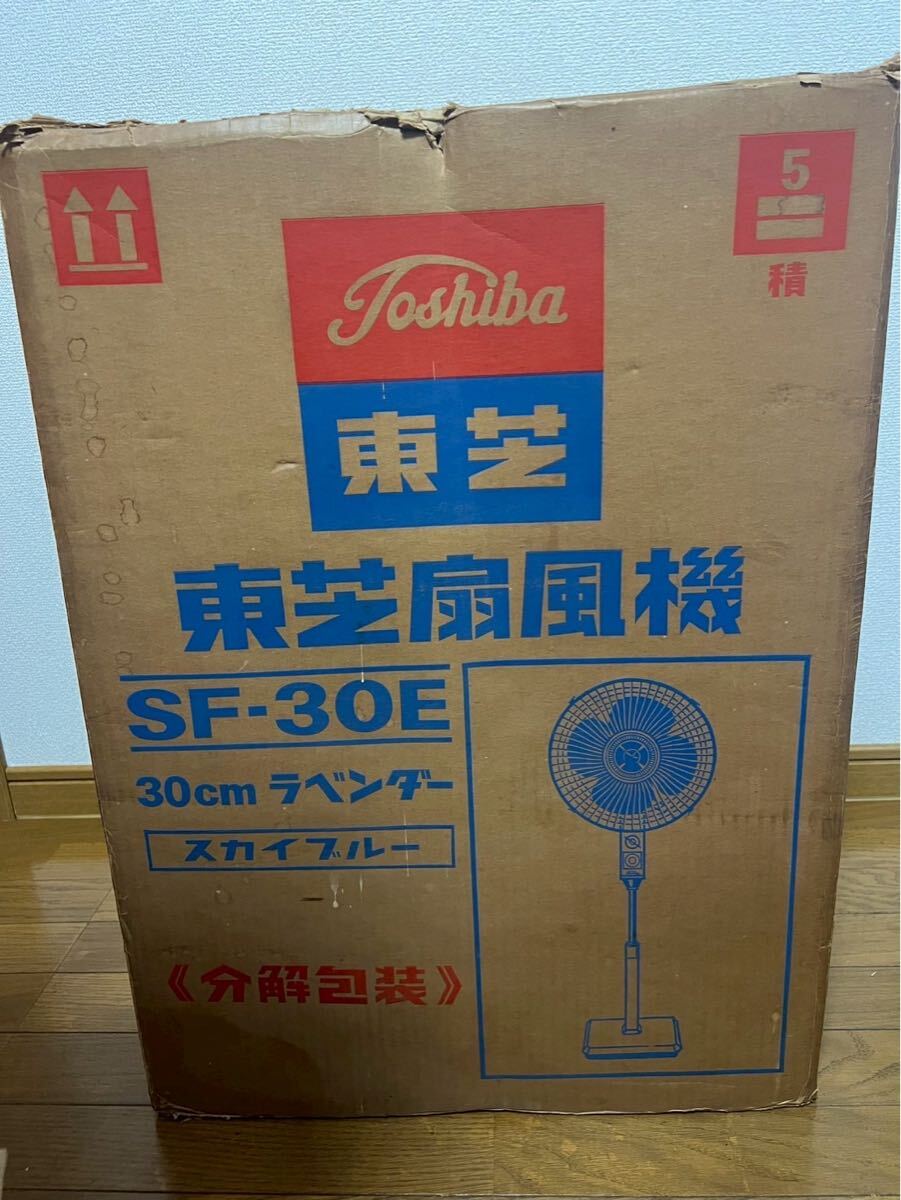 5
積
Toshiba
東芝
東芝扇風機
SF-30E
30cm ラベンダー
スカイブルー
《分解包装》